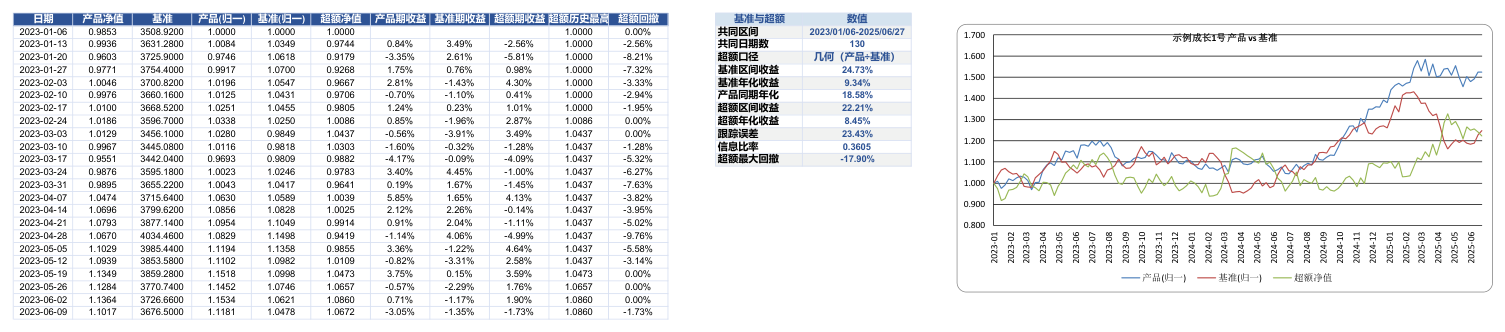 日期 产品净值 基准 产品(归一) 基准(归一) 超额净值 产品期收益 基准期收益 超额期收益 超额历史最高 超额回撤
2023-01-06 0.9853 3508.9200 1.0000 1.0000 1.0000 1.0000 0.00%
2023-01-13 0.9936 3631.2800 1.0084 1.0349 0.9744 0.84% 3.49% -2.56% 1.0000 -2.56%
2023-01-20 0.9603 3725.9000 0.9746 1.0618 0.9179 -3.35% 2.61% -5.81% 1.0000 -8.21%
2023-01-27 0.9771 3754.4000 0.9917 1.0700 0.9268 1.75% 0.76% 0.98% 1.0000 -7.32%
2023-02-03 1.0046 3700.8200 1.0196 1.0547 0.9667 2.81% -1.43% 4.30% 1.0000 -3.33%
2023-02-10 0.9976 3660.1600 1.0125 1.0431 0.9706 -0.70% -1.10% 0.41% 1.0000 -2.94%
2023-02-17 1.0100 3668.5200 1.0251 1.0455 0.9805 1.24% 0.23% 1.01% 1.0000 -1.95%
2023-02-24 1.0186 3596.7000 1.0338 1.0250 1.0086 0.85% -1.96% 2.87% 1.0086 0.00%
2023-03-03 1.0129 3456.1000 1.0280 0.9849 1.0437 -0.56% -3.91% 3.49% 1.0437 0.00%
2023-03-10 0.9967 3445.0800 1.0116 0.9818 1.0303 -1.60% -0.32% -1.28% 1.0437 -1.28%
2023-03-17 0.9551 3442.0400 0.9693 0.9809 0.9882 -4.17% -0.09% -4.09% 1.0437 -5.32%
2023-03-24 0.9876 3595.1800 1.0023 1.0246 0.9783 3.40% 4.45% -1.00% 1.0437 -6.27%
2023-03-31 0.9895 3655.2200 1.0043 1.0417 0.9641 0.19% 1.67% -1.45% 1.0437 -7.63%
2023-04-07 1.0474 3715.6400 1.0630 1.0589 1.0039 5.85% 1.65% 4.13% 1.0437 -3.82%
2023-04-14 1.0696 3799.6200 1.0856 1.0828 1.0025 2.12% 2.26% -0.14% 1.0437 -3.95%
2023-04-21 1.0793 3877.1400 1.0954 1.1049 0.9914 0.91% 2.04% -1.11% 1.0437 -5.02%
2023-04-28 1.0670 4034.4600 1.0829 1.1498 0.9419 -1.14% 4.06% -4.99% 1.0437 -9.76%
2023-05-05 1.1029 3985.4400 1.1194 1.1358 0.9855 3.36% -1.22% 4.64% 1.0437 -5.58%
2023-05-12 1.0939 3853.5800 1.1102 1.0982 1.0109 -0.82% -3.31% 2.58% 1.0437 -3.14%
2023-05-19 1.1349 3859.2800 1.1518 1.0998 1.0473 3.75% 0.15% 3.59% 1.0473 0.00%
2023-05-26 1.1284 3770.7400 1.1452 1.0746 1.0657 -0.57% -2.29% 1.76% 1.0657 0.00%
2023-06-02 1.1364 3726.6600 1.1534 1.0621 1.0860 0.71% -1.17% 1.90% 1.0860 0.00%
2023-06-09 1.1017 3676.5000 1.1181 1.0478 1.0672 -3.05% -1.35% -1.73% 1.0860 -1.73%
基准与超额 数值
共同区间 2023/01/06-2025/06/27
共同日期数 130
超额口径 几何（产品÷基准）
基准区间收益 24.73%
基准年化收益 9.34%
产品同期年化 18.58%
超额区间收益 22.21%
超额年化收益 8.45%
跟踪误差 23.43%
信息比率 0.3605
超额最大回撤 -17.90%
示例成长1号 产品 vs 基准
1.700
1.600
1.500
1.400
1.300
1.200
1.100
1.000
0.900
0.800
2023-01 2023-02 2023-03 2023-04 2023-05 2023-06 2023-07 2023-08 2023-09 2023-10 2023-11 2023-12 2024-01 2024-02 2024-03 2024-04 2024-05 2024-06 2024-07 2024-08 2024-09 2024-10 2024-11 2024-12 2025-01 2025-02 2025-03 2025-04 2025-05 2025-06
产品(归一) 基准(归一) 超额净值